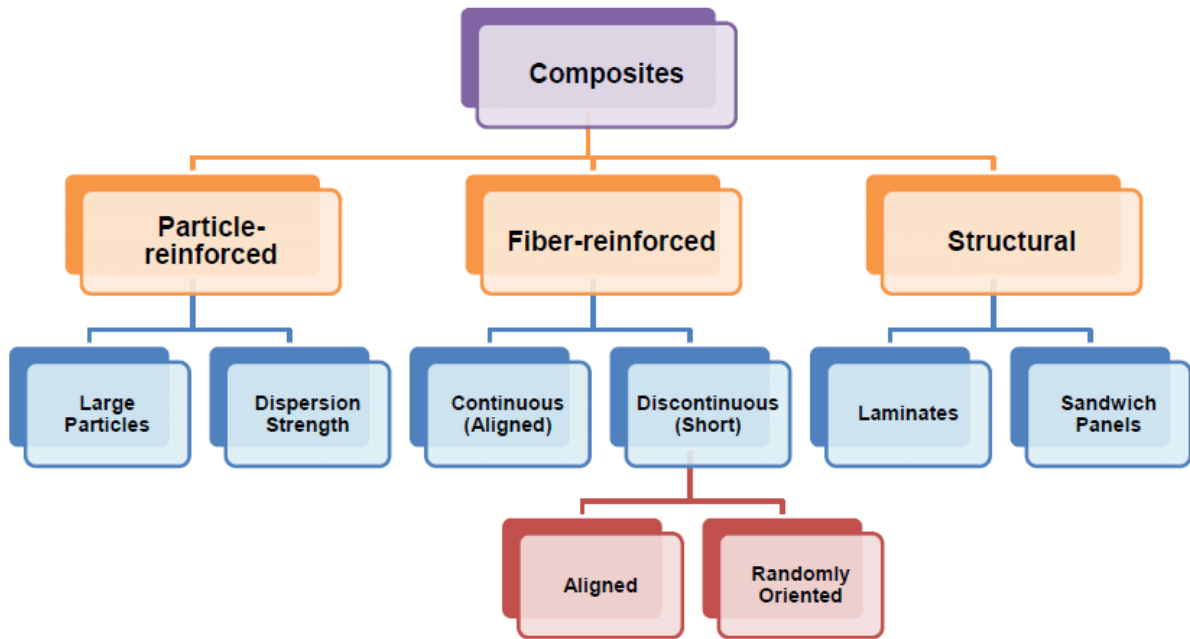 Composites
Particle-
reinforced
Fiber-reinforced
Structural
Large
Particles
Dispersion
Strength
Continuous
(Aligned)
Discontinuous
(Short)
Laminates
Sandwich
Panels
Aligned
Randomly
Oriented